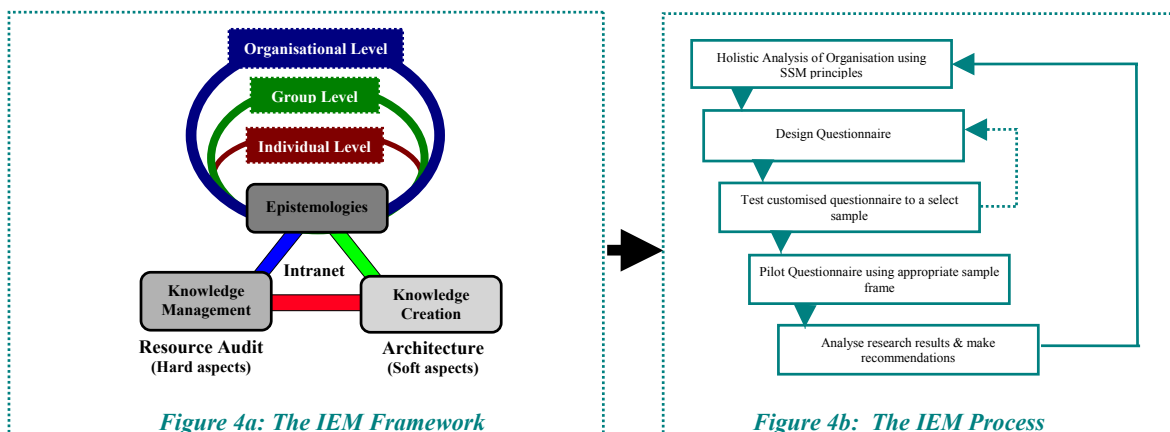 Organisational Level
Group Level
Individual Level
Epistemologies
Intranet
Knowledge
Management
Knowledge
Creation
Resource Audit
(Hard aspects)
Architecture
(Soft aspects)
Figure 4a: The IEM Framework
Holistic Analysis of Organisation using
SSM principles
Design Questionnaire
Test customised questionnaire to a select
sample
Pilot Questionnaire using appropriate sample
frame
Analyse research results & make
recommendations
Figure 4b: The IEM Process